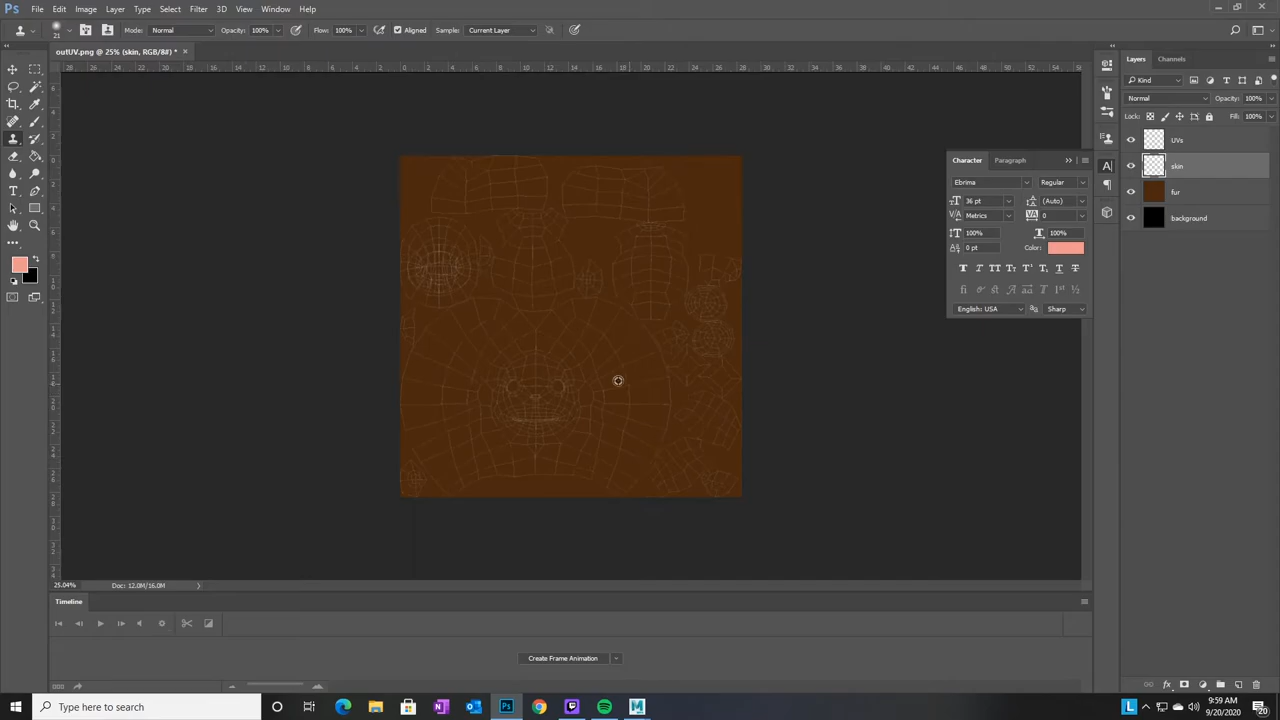 Ps File Edit Image Layer Type Select Filter 3D View Window Help
21 Mode: Normal Opacity: 100% Flow: 100% Aligned Sample: Current Layer
outUV.png @ 25% (skin, RGB/8#) * ×
Layers Channels
Kind
Normal Opacity: 100%
Lock: Fill: 100%
UVs
skin
fur
background
Character Paragraph
Ebrima Regular
36 pt (Auto)
Metrics 0
100% 100%
0 pt Color:
English: USA Sharp
25.04% Doc: 12.0M/16.0M
Timeline
Create Frame Animation
Type here to search
9:59 AM
9/20/2020